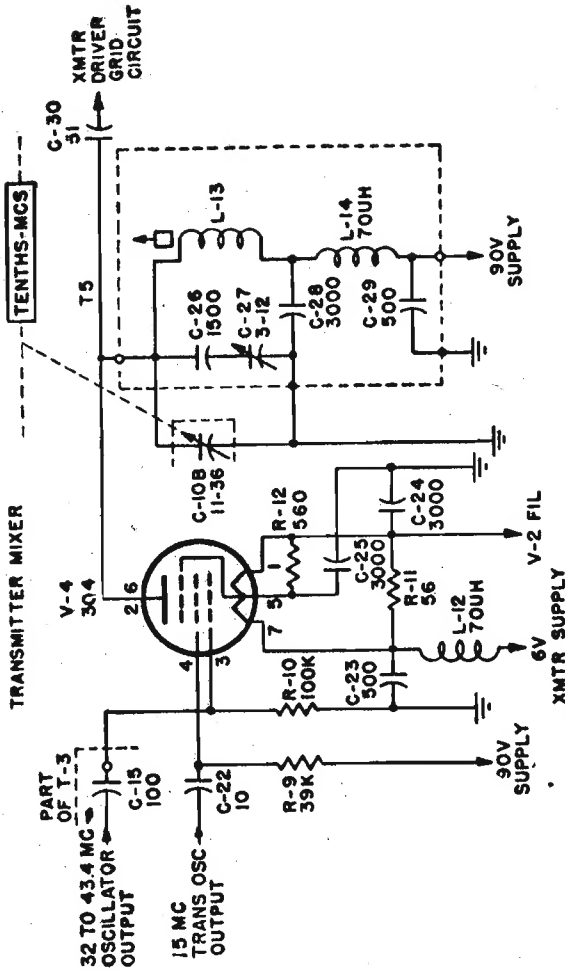 TRANSMITTER MIXER
TENTHS-MCS
XMTR
DRIVER
GRID
CIRCUIT
C-30
51
T5
V-4
3Q4
2
6
4
3
1
5
7
PART
OF T-3
32 TO 43.4 MC
OSCILLATOR
OUTPUT
C-15
100
15 MC
TRANS OSC
OUTPUT
C-22
10
R-9
39K
R-10
100K
90V
SUPPLY
C-23
500
L-12
70UH
6V
XMTR SUPPLY
R-11
56
R-12
560
C-25
3000
C-24
3000
V-2 FIL
C-10B
11-36
C-26
1500
C-27
3-12
C-28
3000
C-29
500
L-13
L-14
70UH
90V
SUPPLY